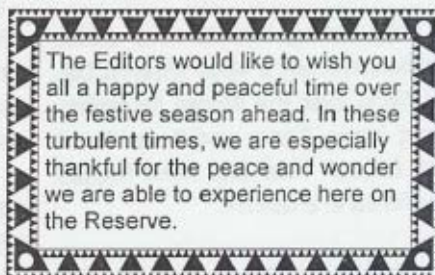 The Editors would like to wish you
all a happy and peaceful time over
the festive season ahead. In these
turbulent times, we are especially
thankful for the peace and wonder
we are able to experience here on
the Reserve.